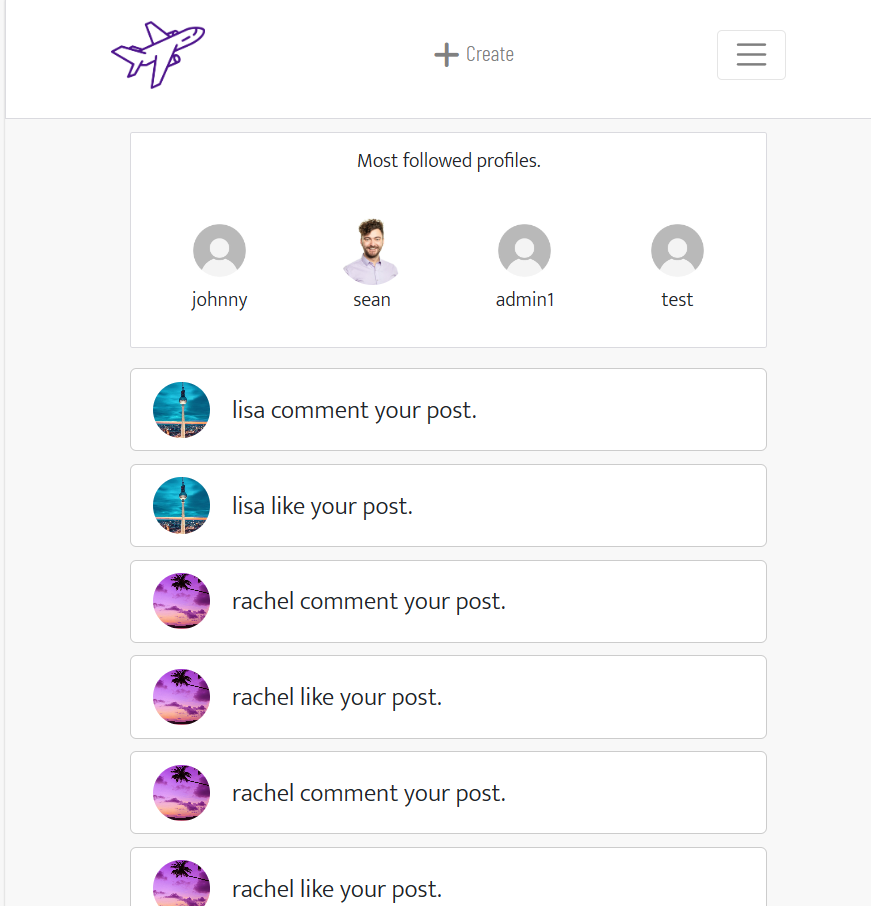 Create
Most followed profiles.
johnny sean admin1 test
lisa comment your post.
lisa like your post.
rachel comment your post.
rachel like your post.
rachel comment your post.
rachel like your post.